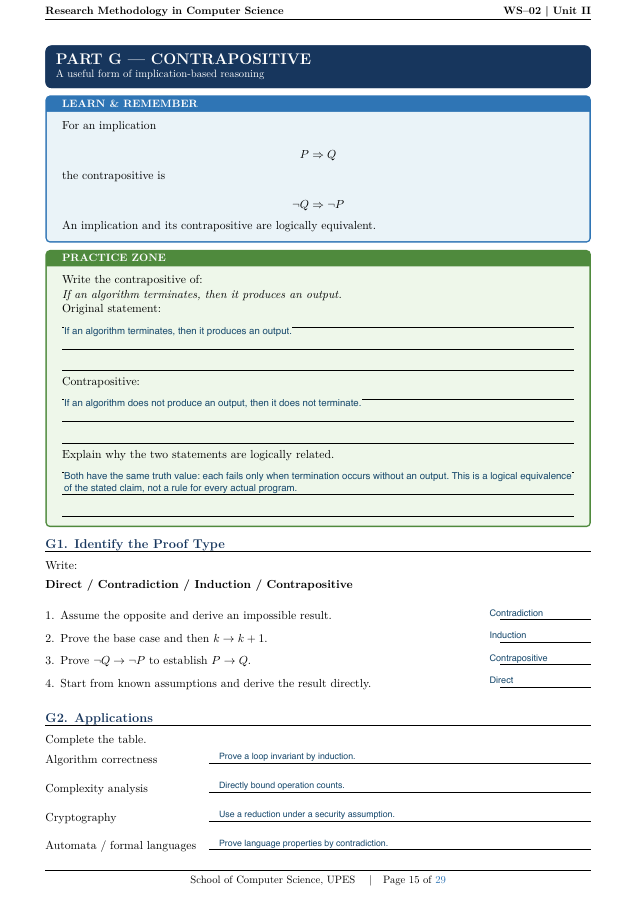 Research Methodology in Computer Science
WS–02 | Unit II
PART G — CONTRAPOSITIVE
A useful form of implication-based reasoning
LEARN & REMEMBER
For an implication
P ⇒ Q
the contrapositive is
¬Q ⇒ ¬P
An implication and its contrapositive are logically equivalent.
PRACTICE ZONE
Write the contrapositive of:
If an algorithm terminates, then it produces an output.
Original statement:
If an algorithm terminates, then it produces an output.
Contrapositive:
If an algorithm does not produce an output, then it does not terminate.
Explain why the two statements are logically related.
Both have the same truth value: each fails only when termination occurs without an output. This is a logical equivalence
of the stated claim, not a rule for every actual program.
G1. Identify the Proof Type
Write:
Direct / Contradiction / Induction / Contrapositive
1. Assume the opposite and derive an impossible result. Contradiction
2. Prove the base case and then k → k + 1. Induction
3. Prove ¬Q → ¬P to establish P → Q. Contrapositive
4. Start from known assumptions and derive the result directly. Direct
G2. Applications
Complete the table.
Algorithm correctness Prove a loop invariant by induction.
Complexity analysis Directly bound operation counts.
Cryptography Use a reduction under a security assumption.
Automata / formal languages Prove language properties by contradiction.
School of Computer Science, UPES | Page 15 of 29